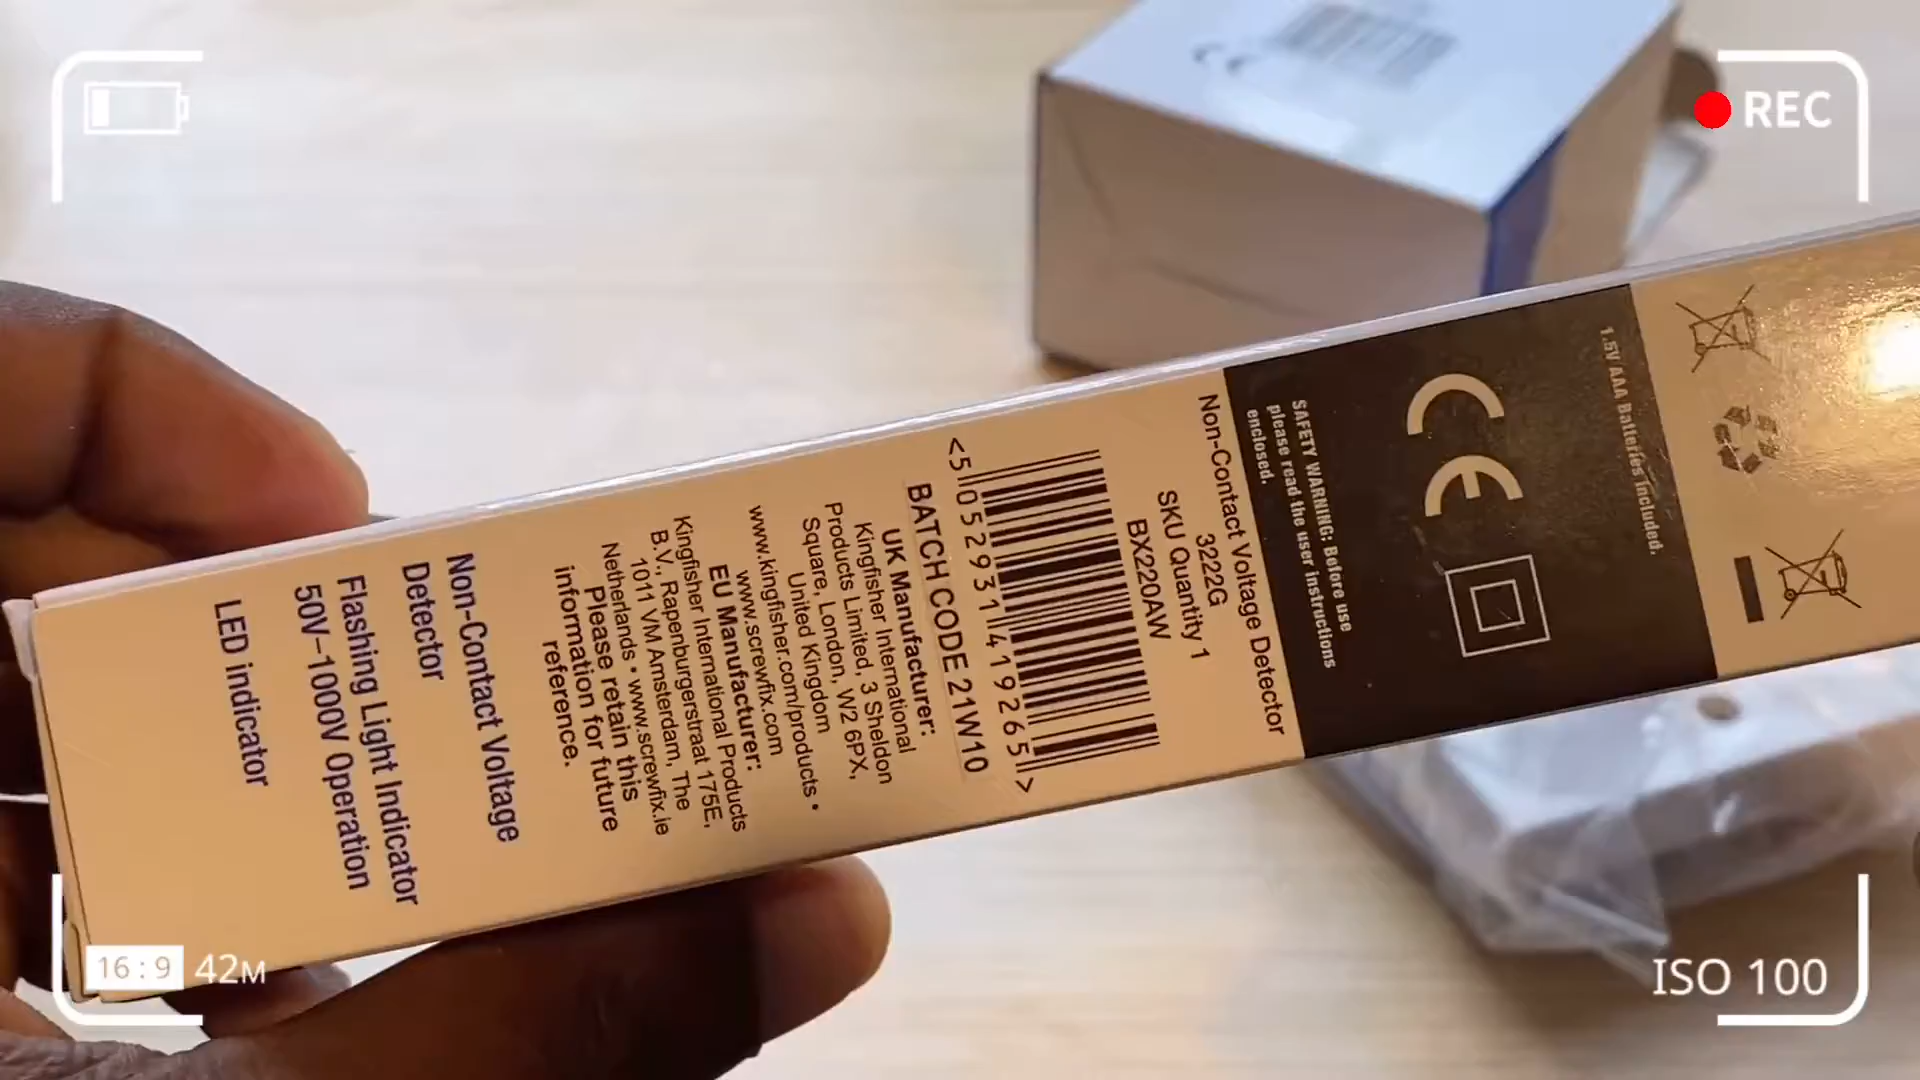 REC
1.5V AAA Batteries included.
CE
SAFETY WARNING: Before use
please read the user instructions
enclosed.
Non-Contact Voltage Detector
3222G
SKU Quantity 1
BX220AW
<5052931419265>
BATCH CODE 21W10
UK Manufacturer:
Kingfisher International
Products Limited, 3 Sheldon
Square, London, W2 6PX,
United Kingdom
www.kingfisher.com/products •
www.screwfix.com
EU Manufacturer:
Kingfisher International Products
B.V., Rapenburgerstraat 175E,
1011 VM Amsterdam, The
Netherlands • www.screwfix.ie
Please retain this
information for future
reference.
Non-Contact Voltage
Detector
Flashing Light Indicator
50V–1000V Operation
LED indicator
16:9 42M
ISO 100